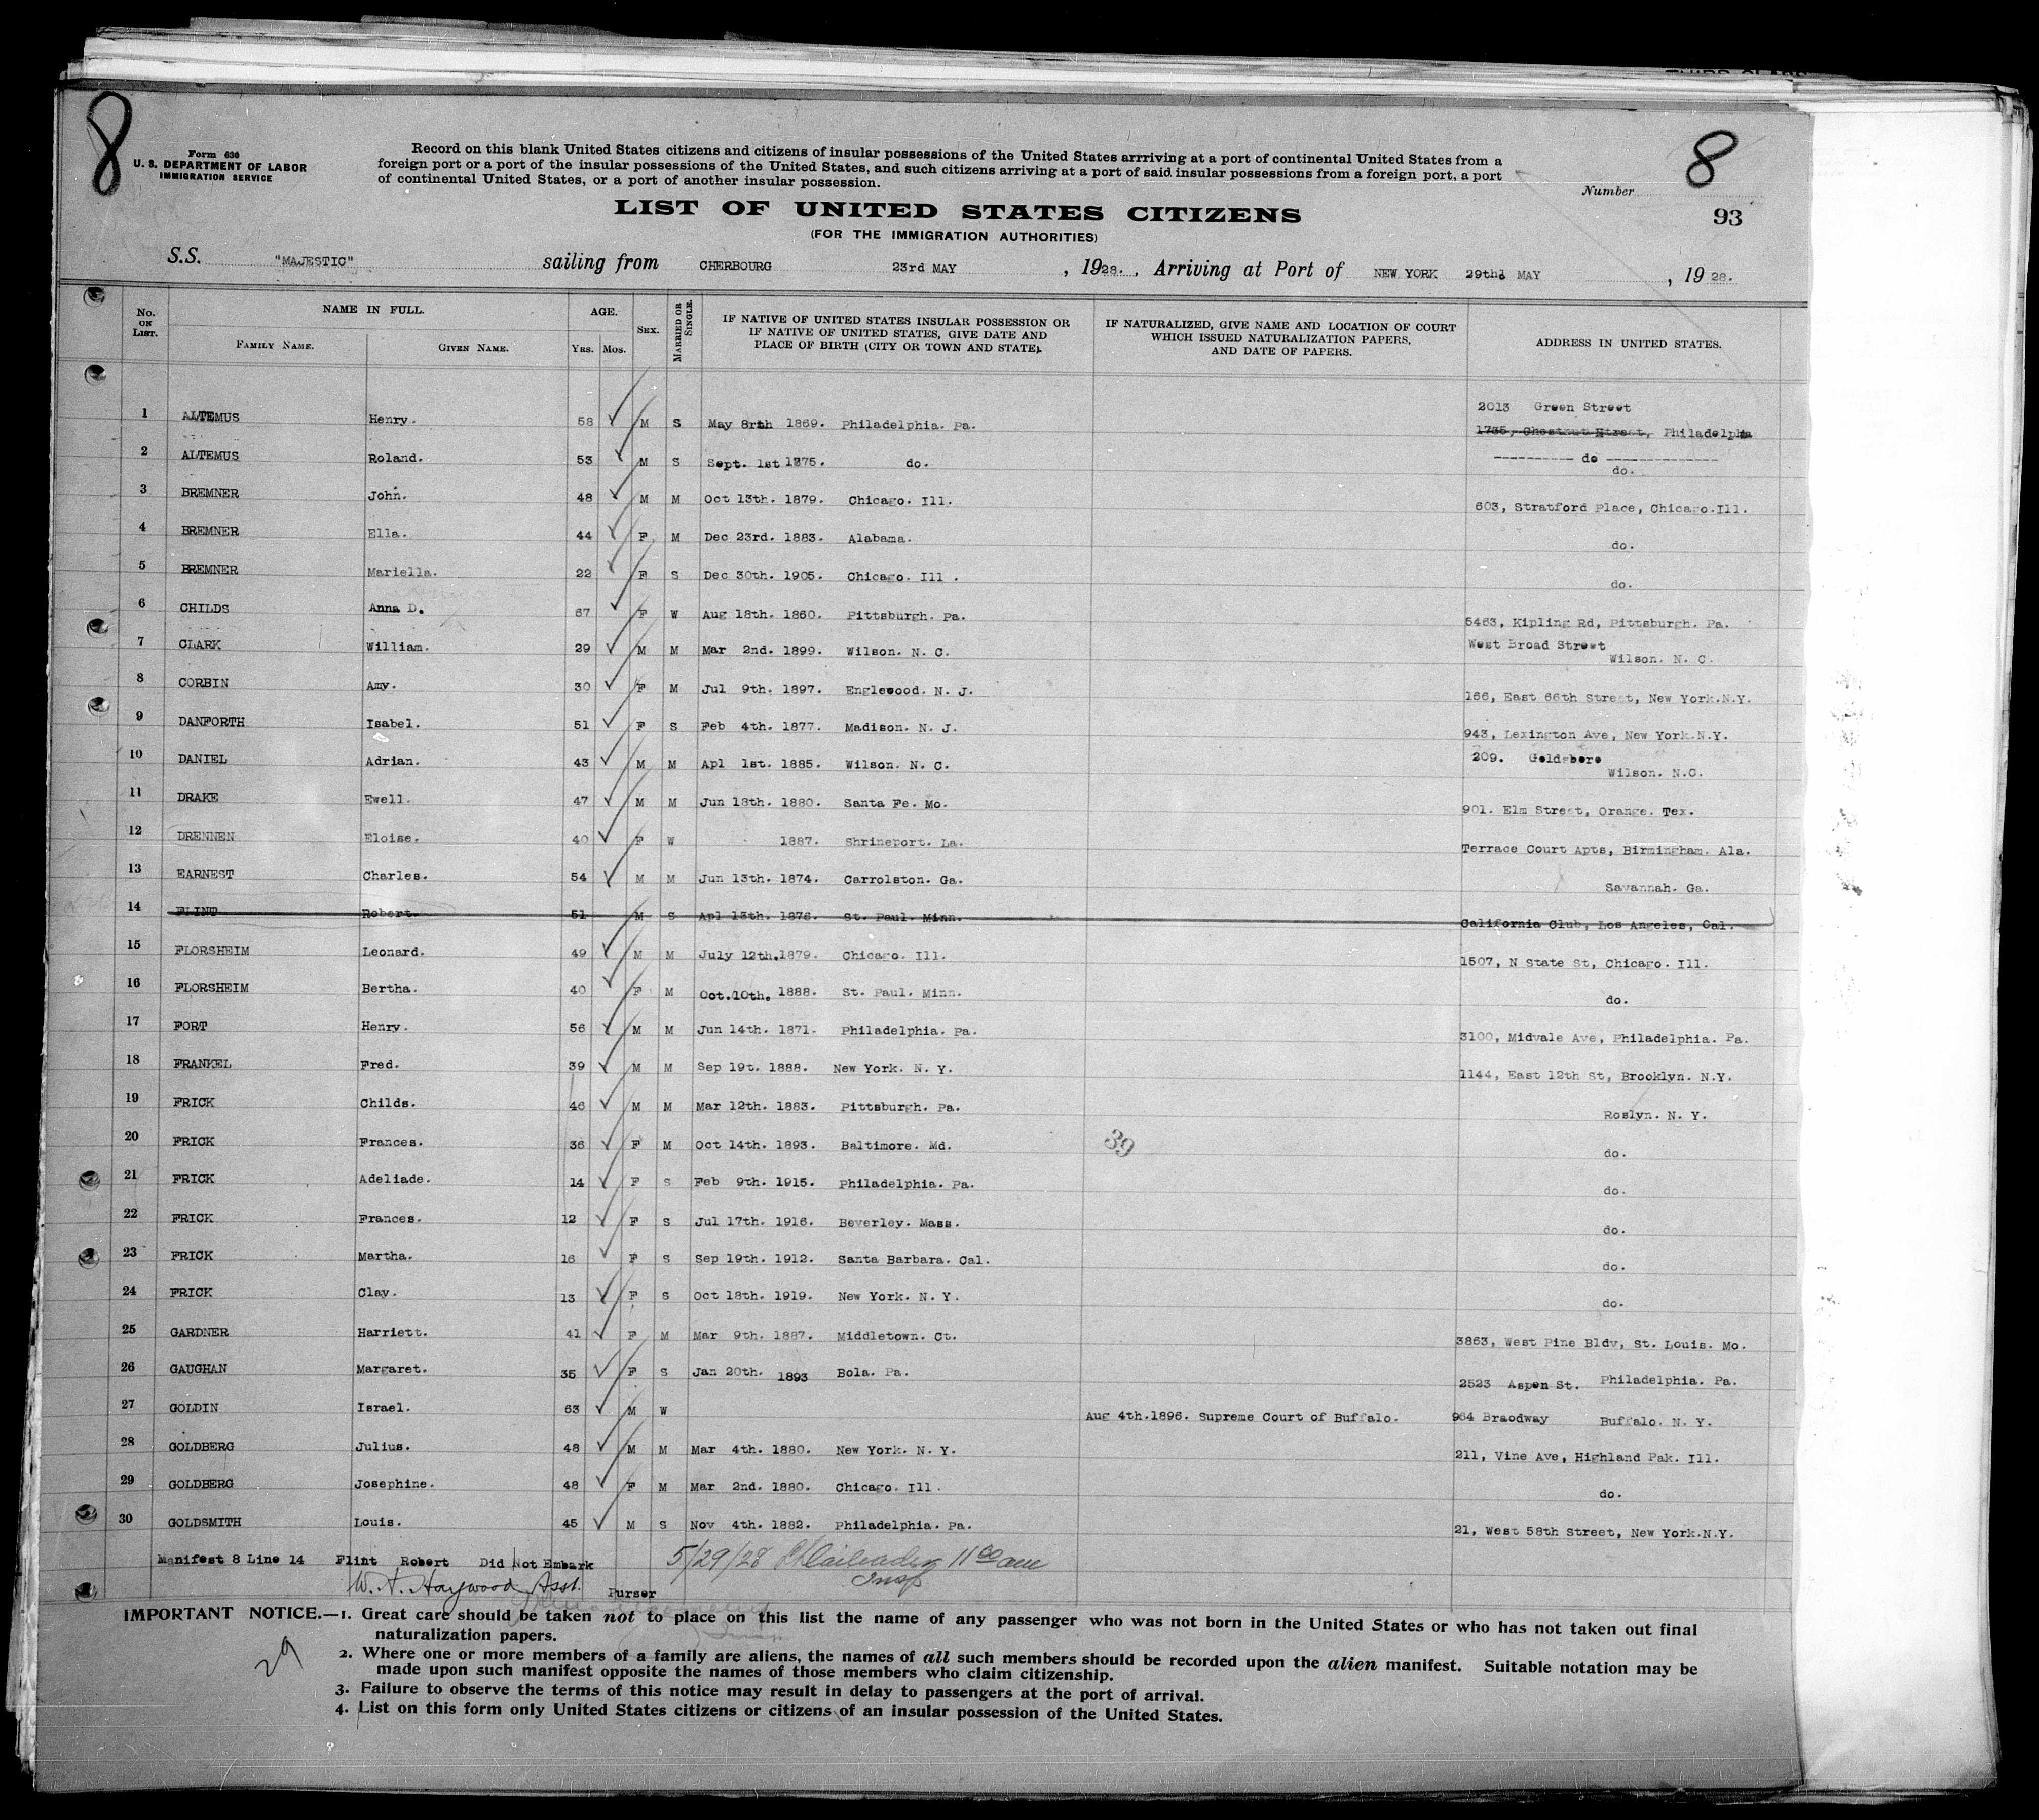 8
8
Form 630
U. S. DEPARTMENT OF LABOR
IMMIGRATION SERVICE
Record on this blank United States citizens and citizens of insular possessions of the United States arrriving at a port of continental United States from a
foreign port or a port of the insular possessions of the United States, and such citizens arriving at a port of said insular possessions from a foreign port, a port
of continental United States, or a port of another insular possession.
Number
LIST OF UNITED STATES CITIZENS
93
(FOR THE IMMIGRATION AUTHORITIES)
S.S. "MAJESTIC" sailing from CHERBOURG 23rd MAY , 1928. , Arriving at Port of NEW YORK 29th. MAY , 1928.
No. ON LIST. NAME IN FULL. FAMILY NAME. GIVEN NAME. AGE. YRS. MOS. SEX. MARRIED OR SINGLE. IF NATIVE OF UNITED STATES INSULAR POSSESSION OR IF NATIVE OF UNITED STATES, GIVE DATE AND PLACE OF BIRTH (CITY OR TOWN AND STATE). IF NATURALIZED, GIVE NAME AND LOCATION OF COURT WHICH ISSUED NATURALIZATION PAPERS, AND DATE OF PAPERS. ADDRESS IN UNITED STATES.
2013 Green Street
1 ALTEMUS Henry. 58 M S May 8rth 1869. Philadelphia. Pa. 1735, Chestnut Street, Philadelphia
2 ALTEMUS Roland. 53 M S Sept. 1st 1875. do. ---------- do -------------
do.
3 BREMNER John. 48 M M Oct 13th. 1879. Chicago. Ill. 603, Stratford Place, Chicago.Ill.
4 BREMNER Ella. 44 F M Dec 23rd. 1883. Alabama. do.
5 BREMNER Mariella. 22 F S Dec 30th. 1905. Chicago. Ill . do.
6 CHILDS Anna D. 67 F W Aug 18th. 1860. Pittsburgh. Pa. 5463, Kipling Rd, Pittsburgh. Pa.
7 CLARK William. 29 M M Mar 2nd. 1899. Wilson. N. C. West Broad Street
Wilson. N. C.
8 CORBIN Amy. 30 F M Jul 9th. 1897. Englewood. N. J. 166, East 66th Street, New York.N.Y.
9 DANFORTH Isabel. 51 F S Feb 4th. 1877. Madison. N. J. 943, Lexington Ave, New York.N.Y.
10 DANIEL Adrian. 43 M M Apl 1st. 1885. Wilson. N. C. 209. Goldsboro
Wilson. N.C.
11 DRAKE Ewell. 47 M M Jun 18th. 1880. Santa Fe. Mo. 901. Elm Street, Orange. Tex.
12 DRENNEN Eloise. 40 F W 1887. Shrineport. La. Terrace Court Apts, Birmingham. Ala.
13 EARNEST Charles. 54 M M Jun 13th. 1874. Carrolston. Ga. Savannah. Ga.
14 FLINT Robert. 51 M S Apl 13th. 1876. St. Paul. Minn. California Club, Los Angeles, Cal.
15 FLORSHEIM Leonard. 49 M M July 12th.1879. Chicago. Ill. 1507, N State St, Chicago. Ill.
16 FLORSHEIM Bertha. 40 F M Oct.10th. 1888. St. Paul. Minn. do.
17 FORT Henry. 56 M M Jun 14th. 1871. Philadelphia. Pa. 3100, Midvale Ave, Philadelphia. Pa.
18 FRANKEL Fred. 39 M M Sep 19t. 1888. New York. N. Y. 1144, East 12th St, Brooklyn. N.Y.
19 FRICK Childs. 46 M M Mar 12th. 1883. Pittsburgh. Pa. Roslyn. N. Y.
20 FRICK Frances. 36 F M Oct 14th. 1893. Baltimore. Md. 39 do.
21 FRICK Adeliade. 14 F S Feb 9th. 1915. Philadelphia. Pa. do.
22 FRICK Frances. 12 F S Jul 17th. 1916. Beverley. Mass. do.
23 FRICK Martha. 16 F S Sep 19th. 1912. Santa Barbara. Cal. do.
24 FRICK Clay. 13 F S Oct 18th. 1919. New York. N. Y. do.
25 GARDNER Harriett. 41 F M Mar 9th. 1887. Middletown. Ct. 3863, West Pine Bldv, St. Louis. Mo.
26 GAUGHAN Margaret. 35 F S Jan 20th. 1893 Bola. Pa. 2523 Aspen St. Philadelphia. Pa.
27 GOLDIN Israel. 63 M W Aug 4th.1896. Supreme Court of Buffalo. 964 Braodway Buffalo. N. Y.
28 GOLDBERG Julius. 48 M M Mar 4th. 1880. New York. N. Y. 211, Vine Ave, Highland Pak. Ill.
29 GOLDBERG Josephine. 48 F M Mar 2nd. 1880. Chicago. Ill. do.
30 GOLDSMITH Louis. 45 M S Nov 4th. 1882. Philadelphia. Pa. 21, West 58th Street, New York.N.Y.
Manifest 8 Line 14 Flint Robert Did Not Embark 5/29/28 11 00 am
Insp
W. A. Haywood Asst. Purser
IMPORTANT NOTICE.—1. Great care should be taken not to place on this list the name of any passenger who was not born in the United States or who has not taken out final
naturalization papers.
29
2. Where one or more members of a family are aliens, the names of all such members should be recorded upon the alien manifest. Suitable notation may be
made upon such manifest opposite the names of those members who claim citizenship.
3. Failure to observe the terms of this notice may result in delay to passengers at the port of arrival.
4. List on this form only United States citizens or citizens of an insular possession of the United States.